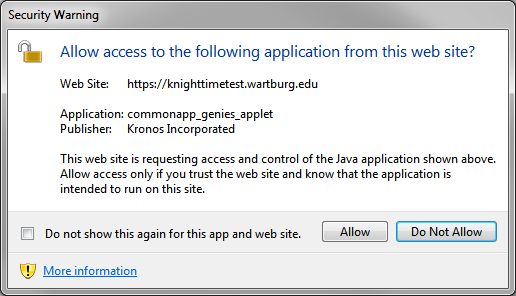 Security Warning
Allow access to the following application from this web site?
Web Site: https://knighttimetest.wartburg.edu
Application: commonapp_genies_applet
Publisher: Kronos Incorporated
This web site is requesting access and control of the Java application shown above.
Allow access only if you trust the web site and know that the application is
intended to run on this site.
Do not show this again for this app and web site.
Allow
Do Not Allow
More information